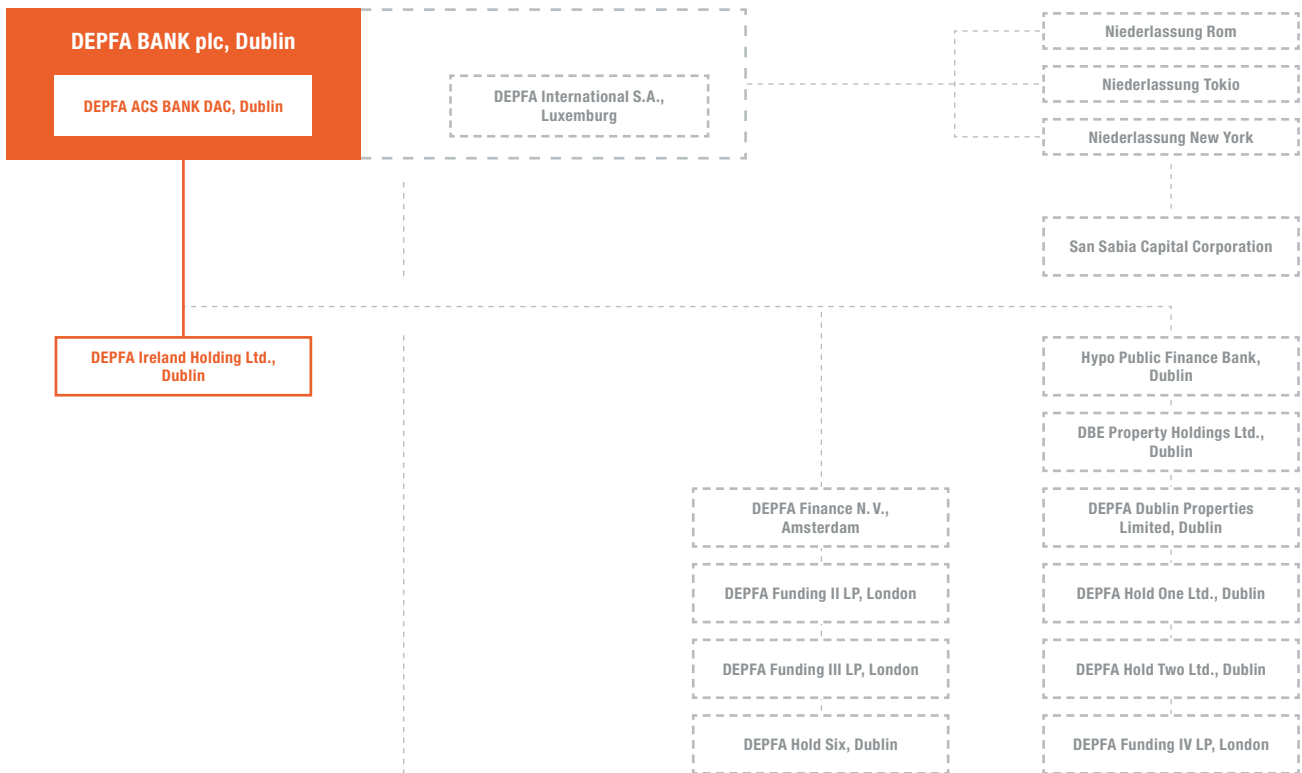 DEPFA BANK plc, Dublin
DEPFA ACS BANK DAC, Dublin
DEPFA International S.A.,
Luxemburg
Niederlassung Rom
Niederlassung Tokio
Niederlassung New York
San Sabia Capital Corporation
DEPFA Ireland Holding Ltd.,
Dublin
Hypo Public Finance Bank,
Dublin
DBE Property Holdings Ltd.,
Dublin
DEPFA Finance N. V.,
Amsterdam
DEPFA Dublin Properties
Limited, Dublin
DEPFA Funding II LP, London
DEPFA Hold One Ltd., Dublin
DEPFA Funding III LP, London
DEPFA Hold Two Ltd., Dublin
DEPFA Hold Six, Dublin
DEPFA Funding IV LP, London